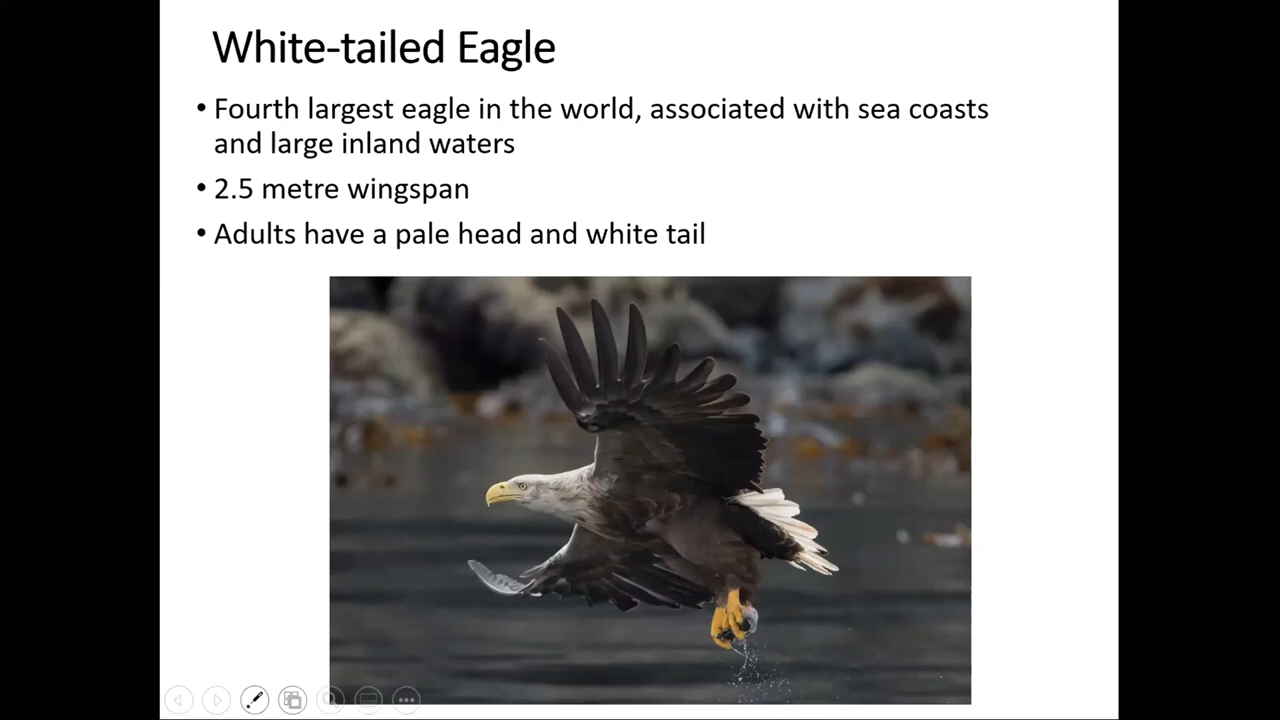 White-tailed Eagle
• Fourth largest eagle in the world, associated with sea coasts
and large inland waters
• 2.5 metre wingspan
• Adults have a pale head and white tail